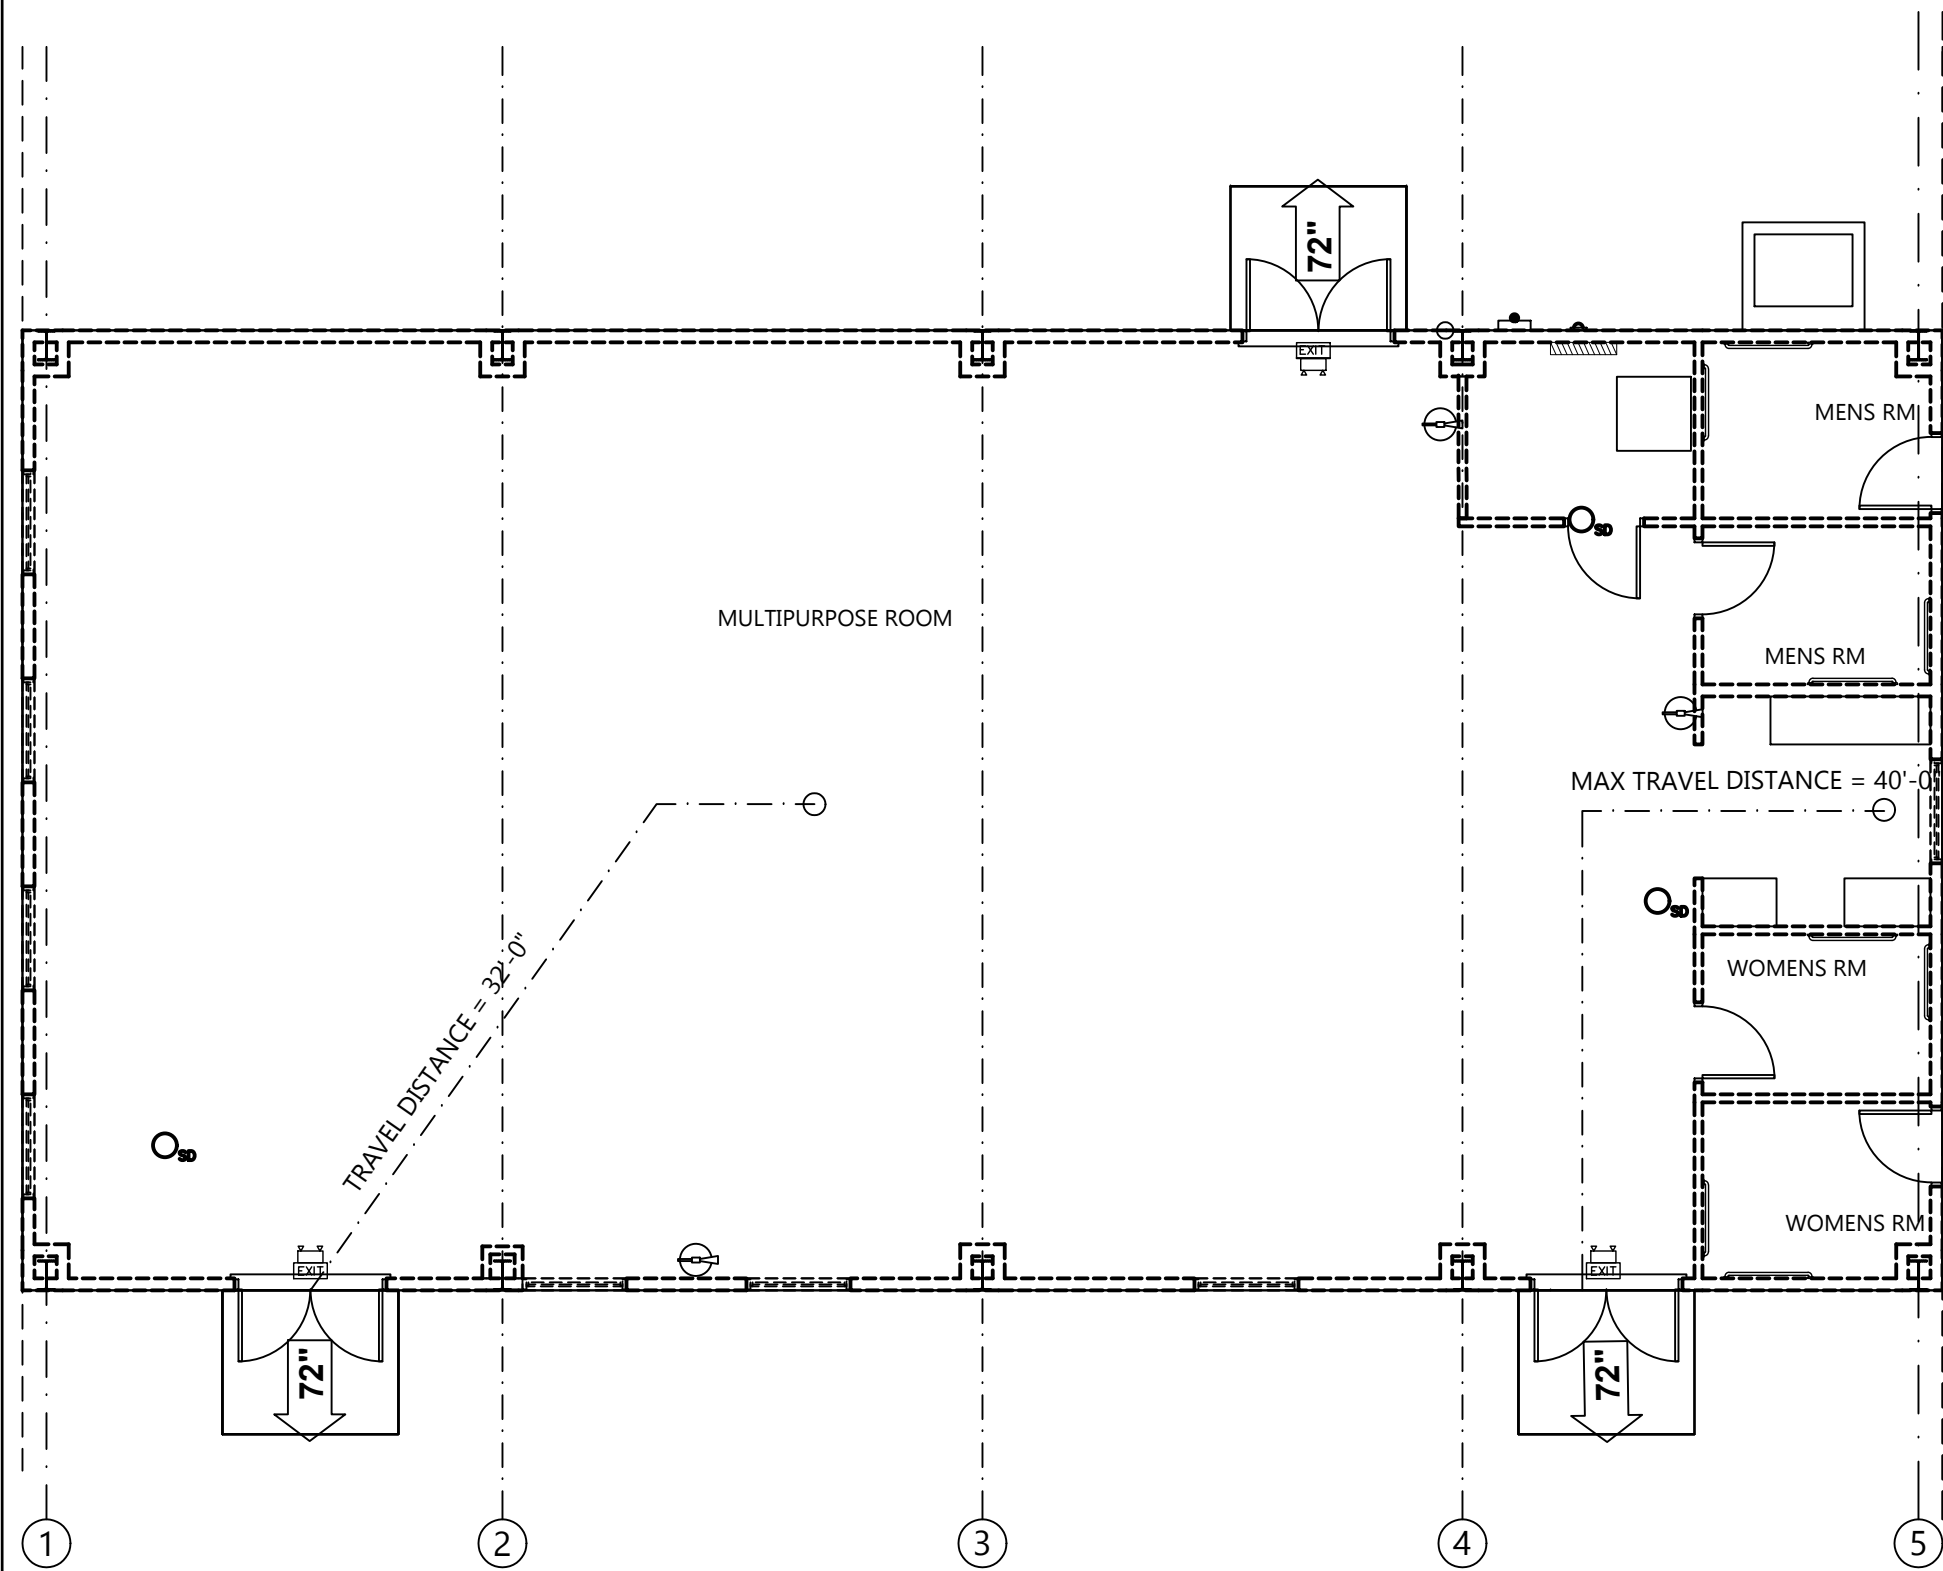 72"
EXIT
MENS RM
SD
MULTIPURPOSE ROOM
MENS RM
MAX TRAVEL DISTANCE = 40'-0
SD
TRAVEL DISTANCE = 32'-0"
WOMENS RM
SD
WOMENS RM
EXIT
EXIT
72"
72"
1
2
3
4
5